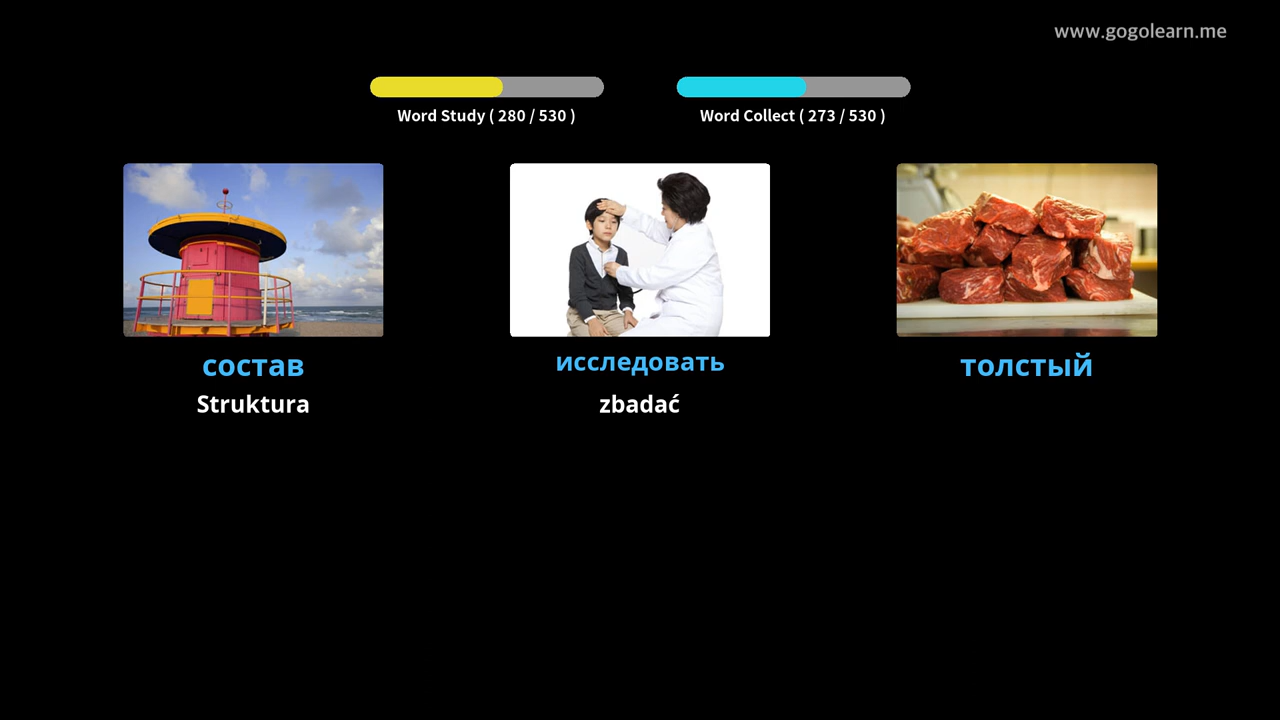 www.gogolearn.me
Word Study ( 280 / 530 )
Word Collect ( 273 / 530 )
состав
исследовать
толстый
Struktura
zbadać